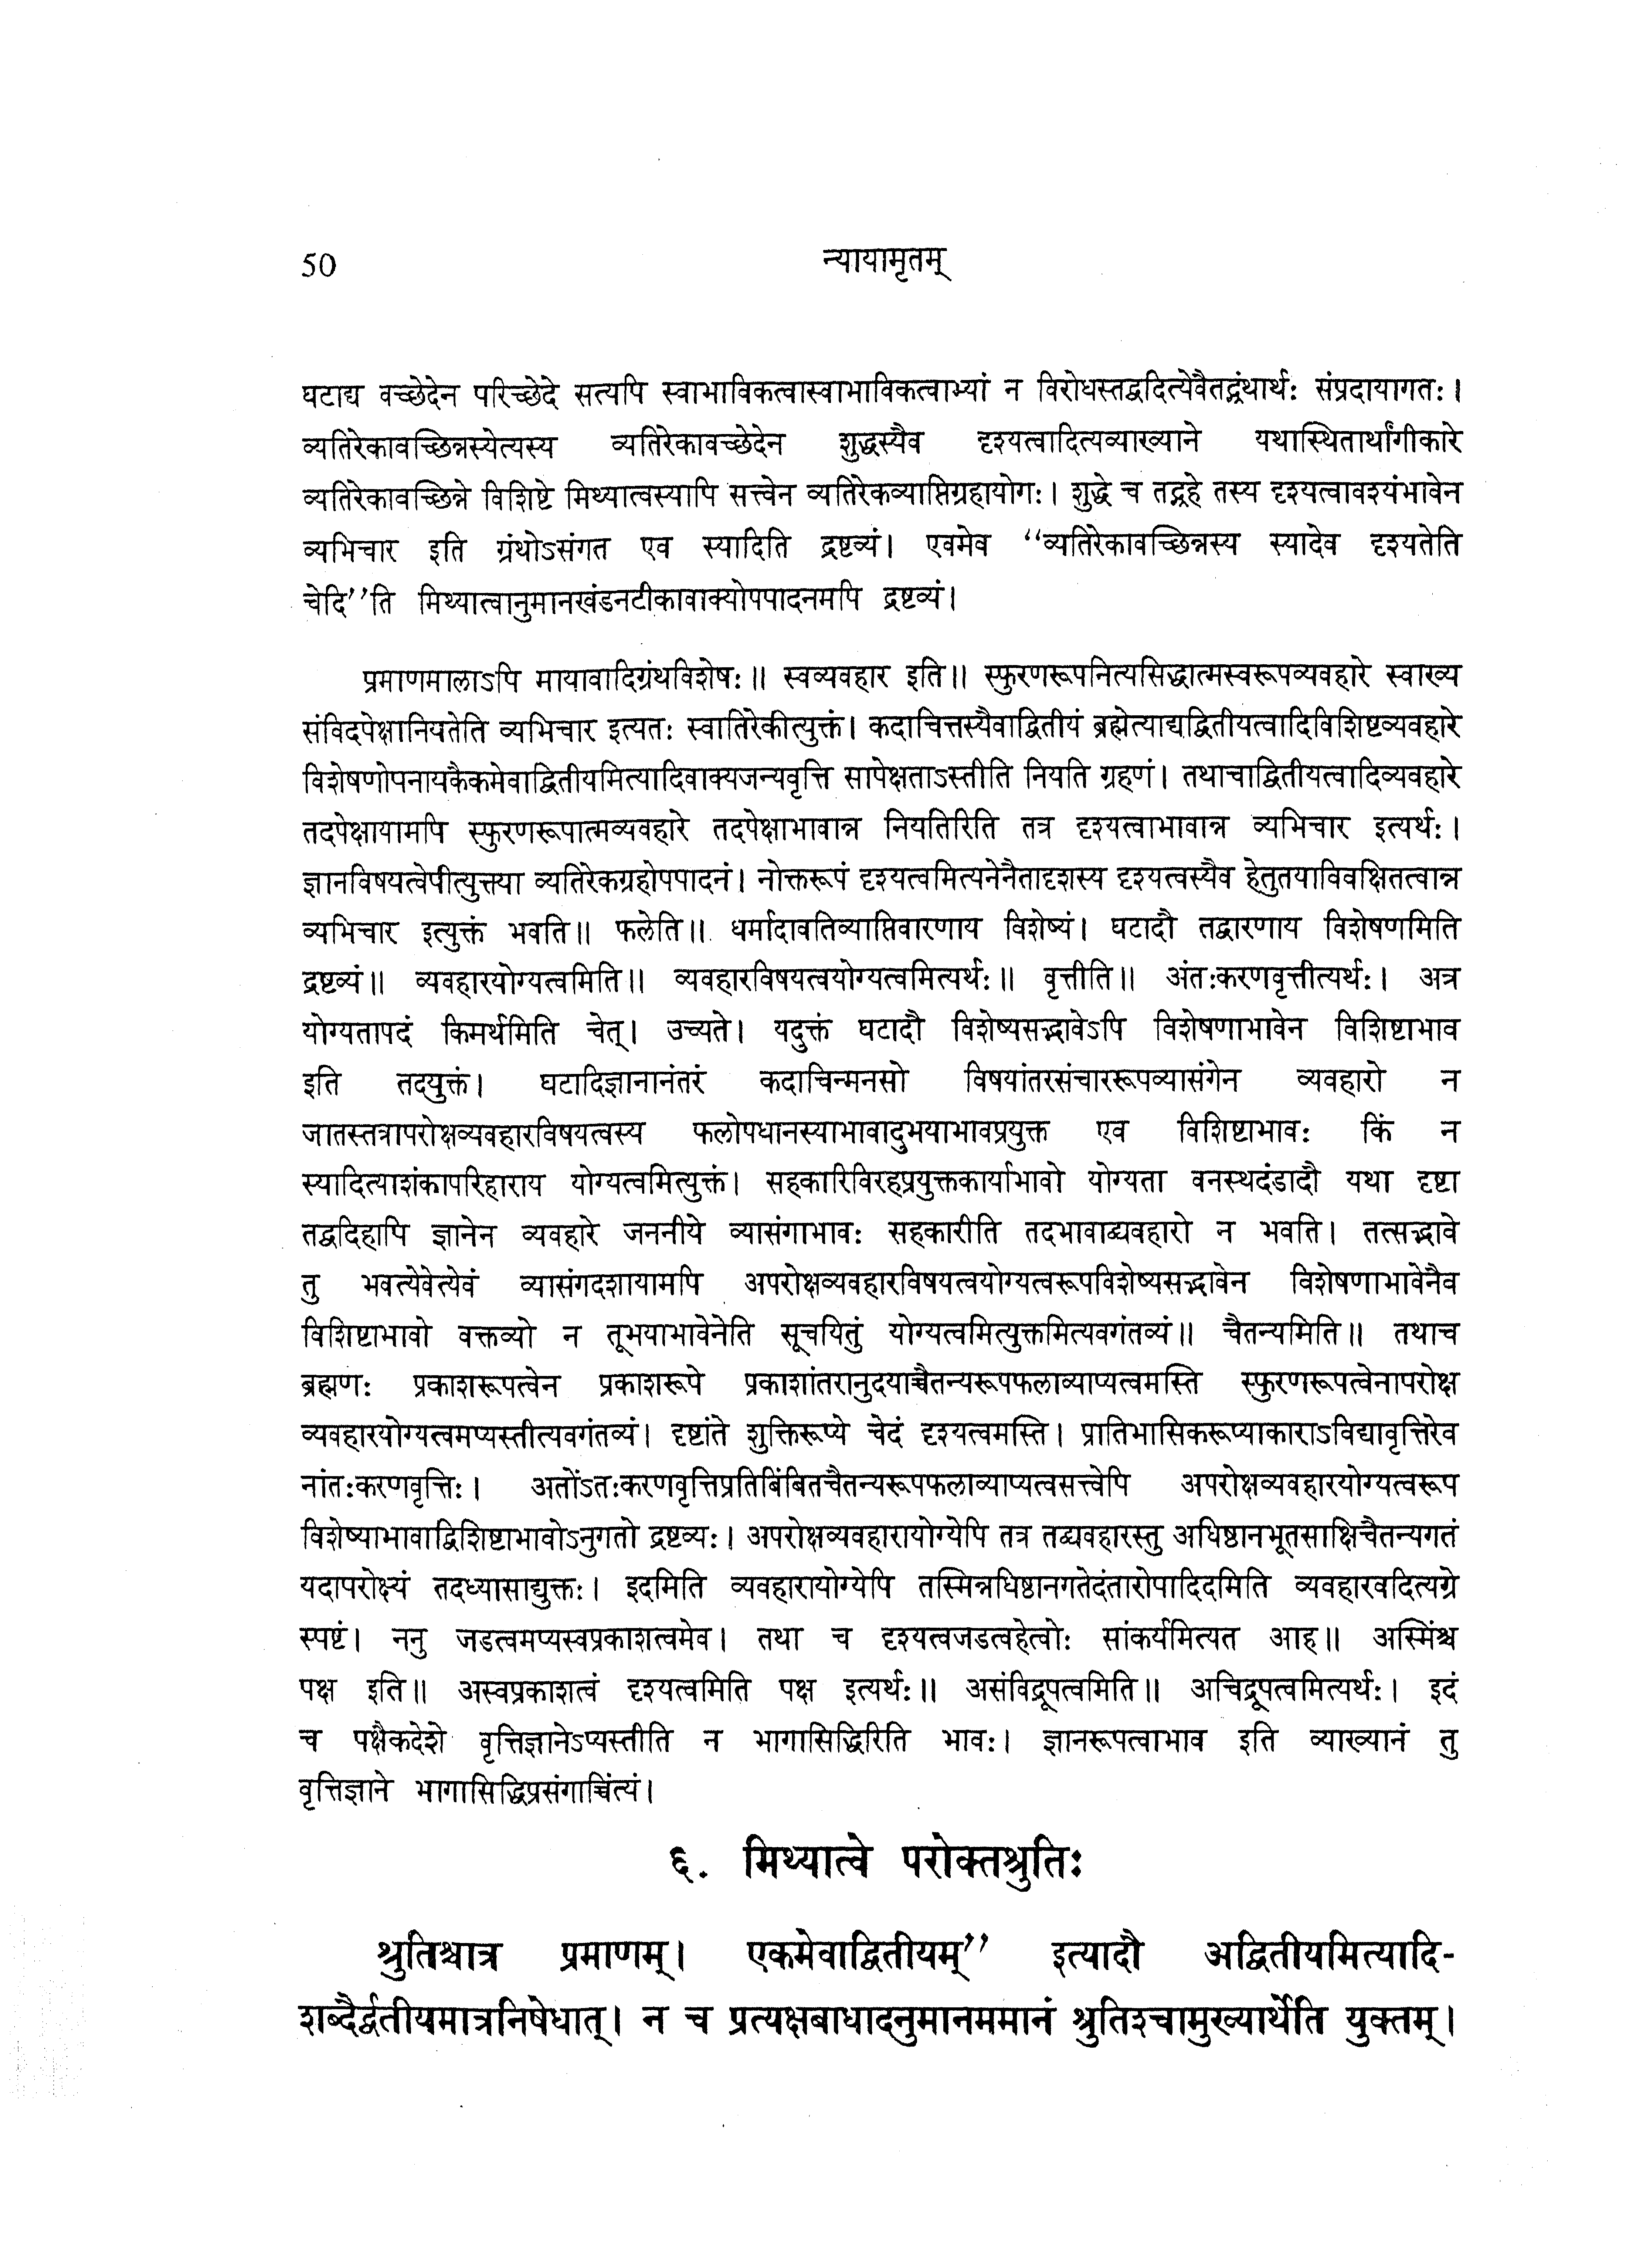 50
न्यायामृतम्
घटाद्य वच्छेदेन परिच्छेदे सत्यपि स्वाभाविकत्वास्वाभाविकत्वाभ्यां न विरोधस्तद्वदित्येवैतद्ग्रंथार्थः संप्रदायागतः।
व्यतिरेकावच्छिन्नस्येत्यस्य व्यतिरेकावच्छेदेन शुद्धस्यैव दृश्यत्वादित्यव्याख्याने यथास्थितार्थांगीकारे
व्यतिरेकावच्छिन्ने विशिष्टे मिथ्यात्वस्यापि सत्त्वेन व्यतिरेकव्याप्तिग्रहायोगः। शुद्धे च तद्ग्रहे तस्य दृश्यत्वावश्यंभावेन
व्यभिचार इति ग्रंथोऽसंगत एव स्यादिति द्रष्टव्यं। एवमेव ‘‘व्यतिरेकावच्छिन्नस्य स्यादेव दृश्यतेति
चेदि’’ति मिथ्यात्वानुमानखंडनटीकावाक्योपपादनमपि द्रष्टव्यं।
प्रमाणमालाऽपि मायावादिग्रंथविशेषः॥ स्वव्यवहार इति॥ स्फुरणरूपनित्यसिद्धात्मस्वरूपव्यवहारे स्वाख्य
संविदपेक्षानियतेति व्यभिचार इत्यतः स्वातिरेकीत्युक्तं। कदाचित्तस्यैवाद्वितीयं ब्रह्मेत्याद्यद्वितीयत्वादिविशिष्टव्यवहारे
विशेषणोपनायकैकमेवाद्वितीयमित्यादिवाक्यजन्यवृत्ति सापेक्षताऽस्तीति नियति ग्रहणं। तथाचाद्वितीयत्वादिव्यवहारे
तदपेक्षायामपि स्फुरणरूपात्मव्यवहारे तदपेक्षाभावान्न नियतिरिति तत्र दृश्यत्वाभावान्न व्यभिचार इत्यर्थः।
ज्ञानविषयत्वेपीत्युक्तया व्यतिरेकग्रहोपपादनं। नोक्तरूपं दृश्यत्वमित्यनेनैतादृशस्य दृश्यत्वस्यैव हेतुतयाविवक्षितत्वान्न
व्यभिचार इत्युक्तं भवति॥ फलेति॥ धर्मादावतिव्याप्तिवारणाय विशेष्यं। घटादौ तद्वारणाय विशेषणमिति
द्रष्टव्यं॥ व्यवहारयोग्यत्वमिति॥ व्यवहारविषयत्वयोग्यत्वमित्यर्थः॥ वृत्तीति॥ अंतःकरणवृत्तीत्यर्थः। अत्र
योग्यतापदं किमर्थमिति चेत्। उच्यते। यदुक्तं घटादौ विशेष्यसद्भावेऽपि विशेषणाभावेन विशिष्टाभाव
इति तदयुक्तं। घटादिज्ञानानंतरं कदाचिन्मनसो विषयांतरसंचाररूपव्यासंगेन व्यवहारो न
जातस्तत्रापरोक्षव्यवहारविषयत्वस्य फलोपधानस्याभावादुभयाभावप्रयुक्त एव विशिष्टाभावः किं न
स्यादित्याशंकापरिहाराय योग्यत्वमित्युक्तं। सहकारिविरहप्रयुक्तकार्याभावो योग्यता वनस्थदंडादौ यथा दृष्टा
तद्वदिहापि ज्ञानेन व्यवहारे जननीये व्यासंगाभावः सहकारीति तदभावाद्व्यवहारो न भवति। तत्सद्भावे
तु भवत्येवेत्येवं व्यासंगदशायामपि अपरोक्षव्यवहारविषयत्वयोग्यत्वरूपविशेष्यसद्भावेन विशेषणाभावेनैव
विशिष्टाभावो वक्तव्यो न तूभयाभावेनेति सूचयितुं योग्यत्वमित्युक्तमित्यवगंतव्यं॥ चैतन्यमिति॥ तथाच
ब्रह्मणः प्रकाशरूपत्वेन प्रकाशरूपे प्रकाशांतरानुदयाच्चैतन्यरूपफलाव्याप्यत्वमस्ति स्फुरणरूपत्वेनापरोक्ष
व्यवहारयोग्यत्वमप्यस्तीत्यवगंतव्यं। दृष्टांते शुक्तिरूप्ये चेदं दृश्यत्वमस्ति। प्रातिभासिकरूप्याकाराऽविद्यावृत्तिरेव
नांतःकरणवृत्तिः। अतोंऽतःकरणवृत्तिप्रतिबिंबितचैतन्यरूपफलाव्याप्यत्वसत्त्वेपि अपरोक्षव्यवहारयोग्यत्वरूप
विशेष्याभावाद्विशिष्टाभावोऽनुगतो द्रष्टव्यः। अपरोक्षव्यवहारायोग्येपि तत्र तद्व्यवहारस्तु अधिष्ठानभूतसाक्षिचैतन्यगतं
यदापरोक्ष्यं तदध्यासाद्युक्तः। इदमिति व्यवहारायोग्येपि तस्मिन्नधिष्ठानगतेदंतारोपादिदमिति व्यवहारवदित्यग्रे
स्पष्टं। ननु जडत्वमप्यस्वप्रकाशत्वमेव। तथा च दृश्यत्वजडत्वहेत्वोः सांकर्यमित्यत आह॥ अस्मिंश्च
पक्ष इति॥ अस्वप्रकाशत्वं दृश्यत्वमिति पक्ष इत्यर्थः॥ असंविद्रूपत्वमिति॥ अचिद्रूपत्वमित्यर्थः। इदं
च पक्षैकदेशे वृत्तिज्ञानेऽप्यस्तीति न भागासिद्धिरिति भावः। ज्ञानरूपत्वाभाव इति व्याख्यानं तु
वृत्तिज्ञाने भागासिद्धिप्रसंगाच्चिंत्यं।
६. मिथ्यात्वे परोक्तश्रुतिः
श्रुतिश्चात्र प्रमाणम्। एकमेवाद्वितीयम्’’ इत्यादौ अद्वितीयमित्यादि-
शब्दैर्द्वतीयमात्रनिषेधात्। न च प्रत्यक्षबाधादनुमानममानं श्रुतिश्चामुख्यार्थेति युक्तम्।